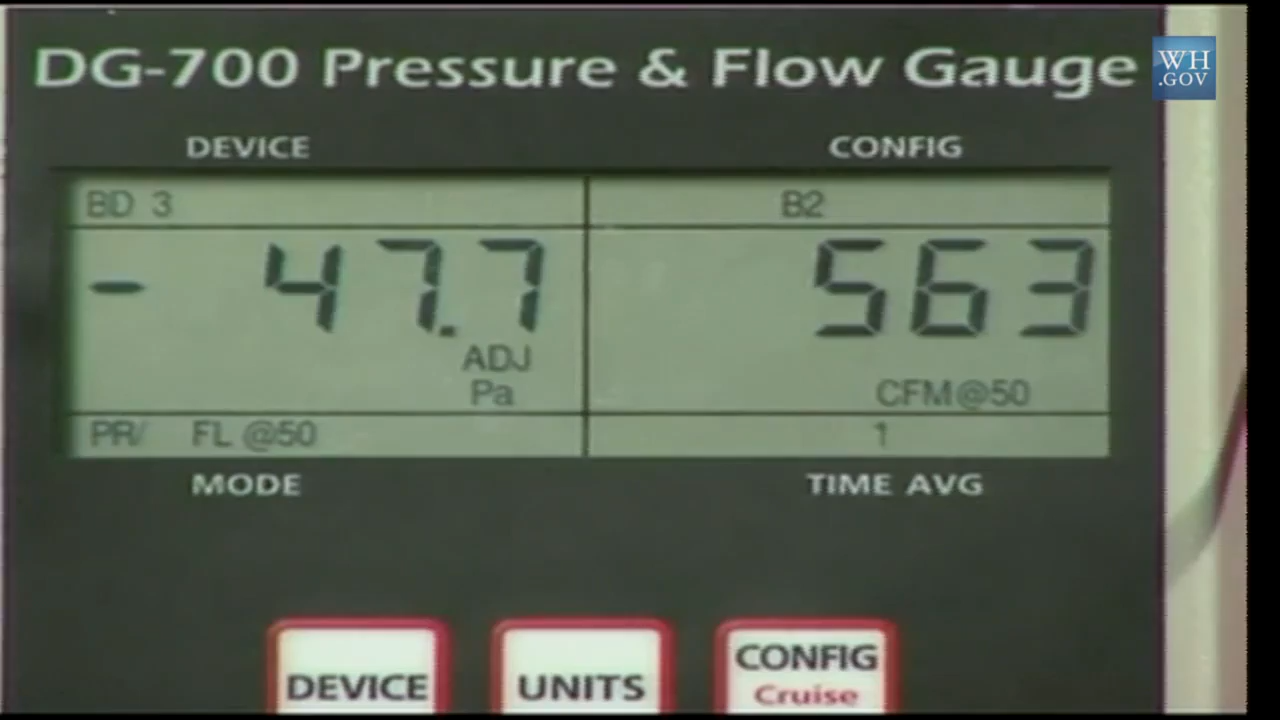 DG-700 Pressure & Flow Gauge
WH
.GOV
DEVICE CONFIG
BD 3 B2
- 47.7 563
ADJ
Pa CFM@50
PR/ FL @50 1
MODE TIME AVG
DEVICE UNITS CONFIG
Cruise